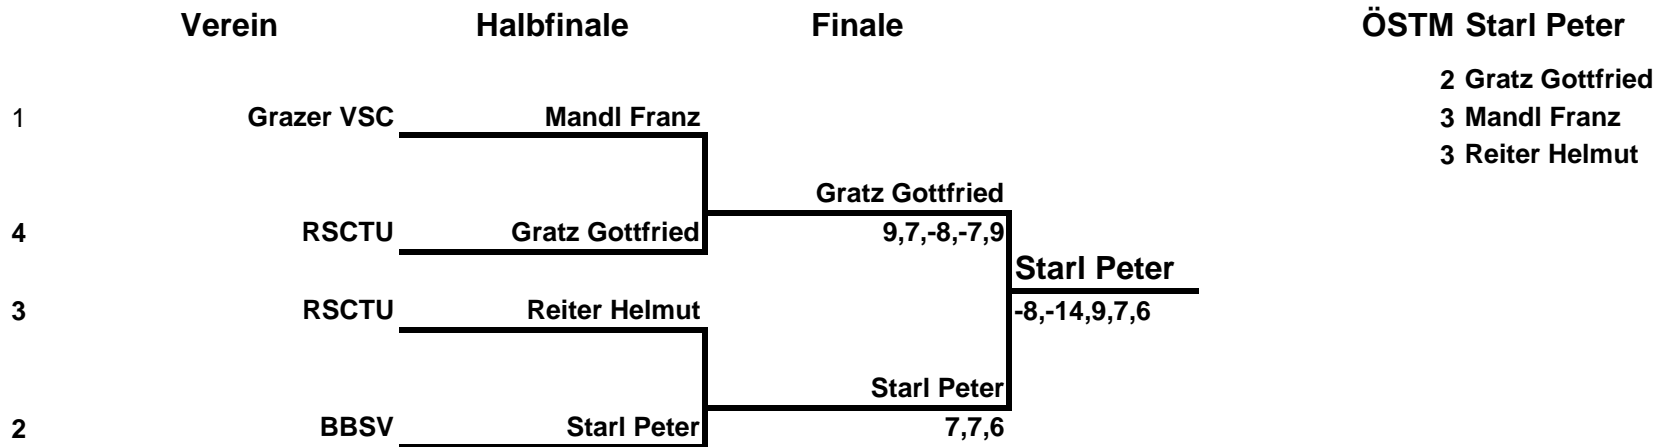 Verein Halbfinale Finale ÖSTM Starl Peter
2 Gratz Gottfried
1 Grazer VSC Mandl Franz 3 Mandl Franz
3 Reiter Helmut
Gratz Gottfried
4 RSCTU Gratz Gottfried 9,7,-8,-7,9
Starl Peter
3 RSCTU Reiter Helmut -8,-14,9,7,6
Starl Peter
2 BBSV Starl Peter 7,7,6